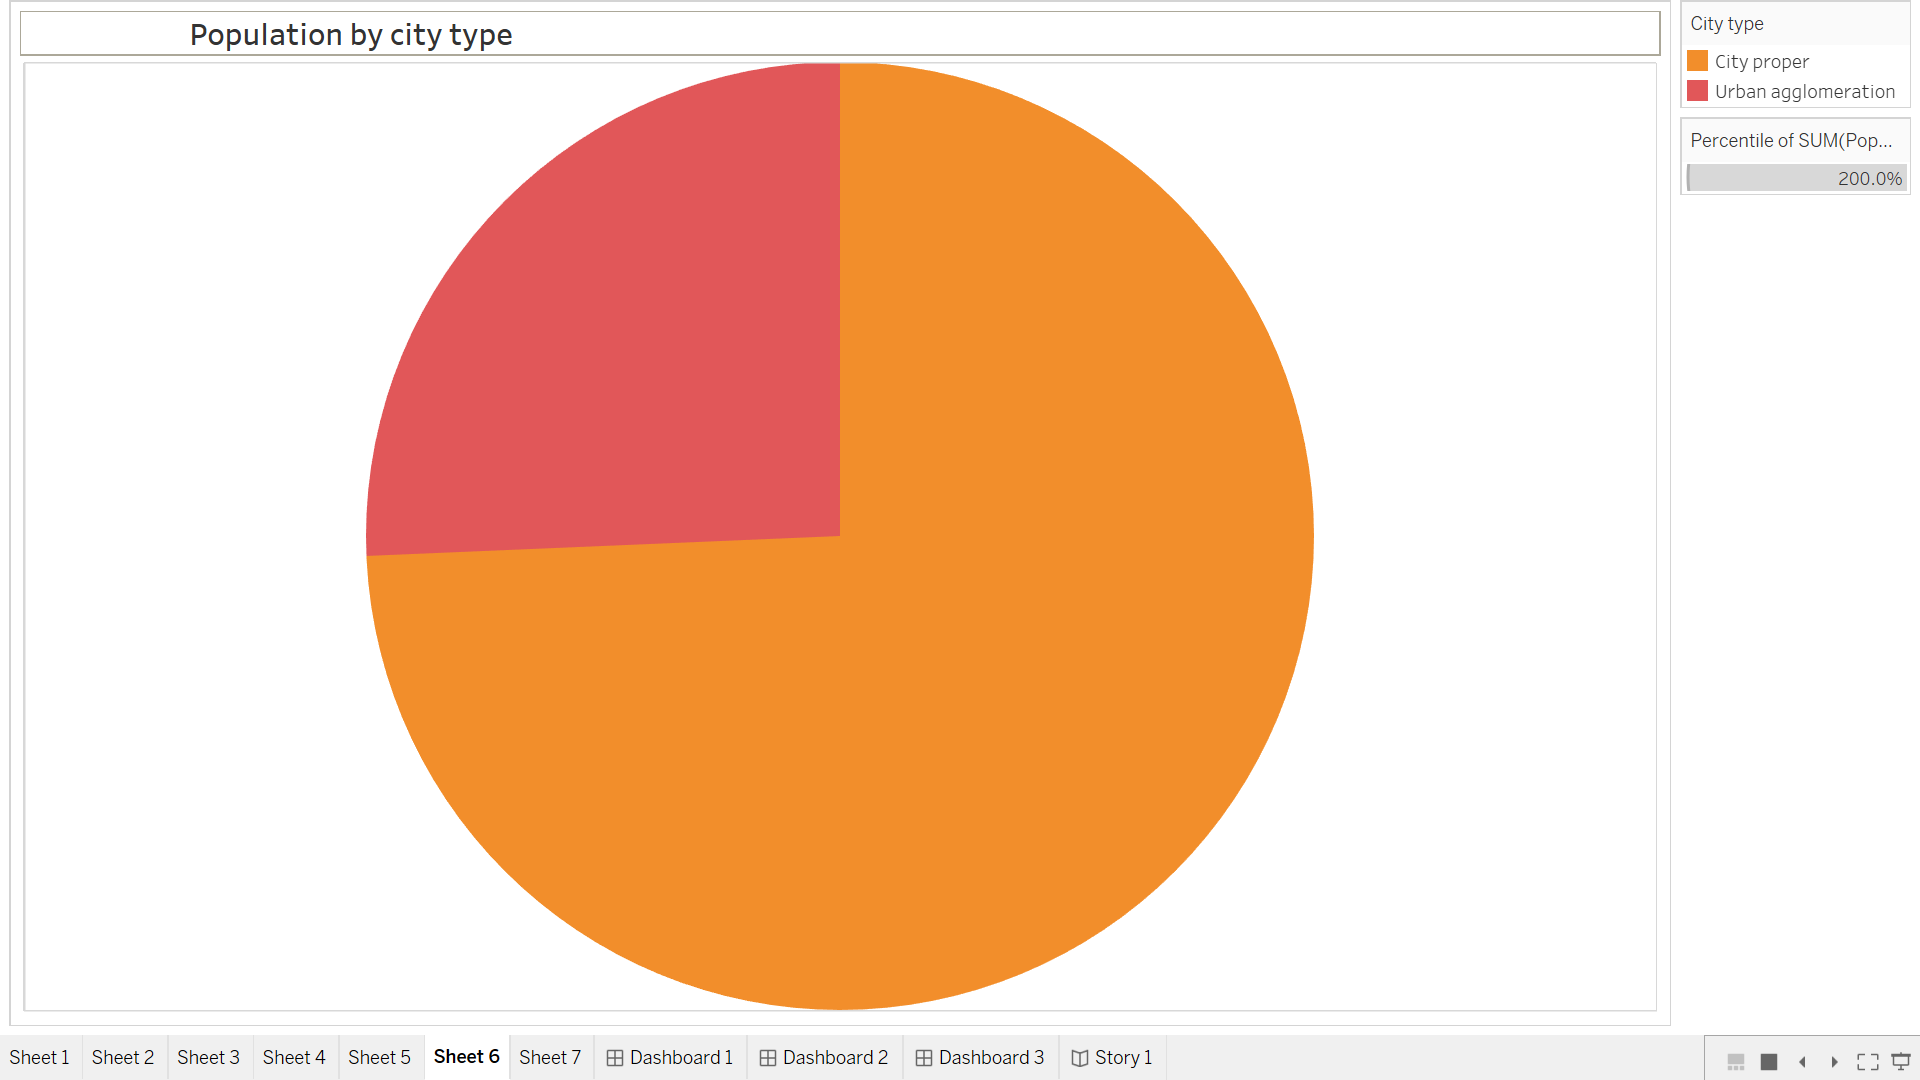 Population by city type
City type
City proper
Urban agglomeration
Percentile of SUM(Pop...
200.0%
Sheet 1 Sheet 2 Sheet 3 Sheet 4 Sheet 5 Sheet 6 Sheet 7 Dashboard 1 Dashboard 2 Dashboard 3 Story 1